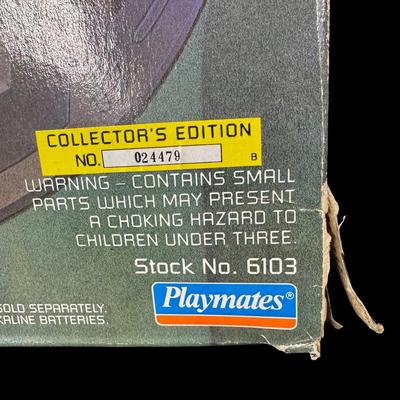 COLLECTOR'S EDITION
NO. 024479 B
WARNING – CONTAINS SMALL
PARTS WHICH MAY PRESENT
A CHOKING HAZARD TO
CHILDREN UNDER THREE.
Stock No. 6103
SOLD SEPARATELY.
KALINE BATTERIES.
Playmates®